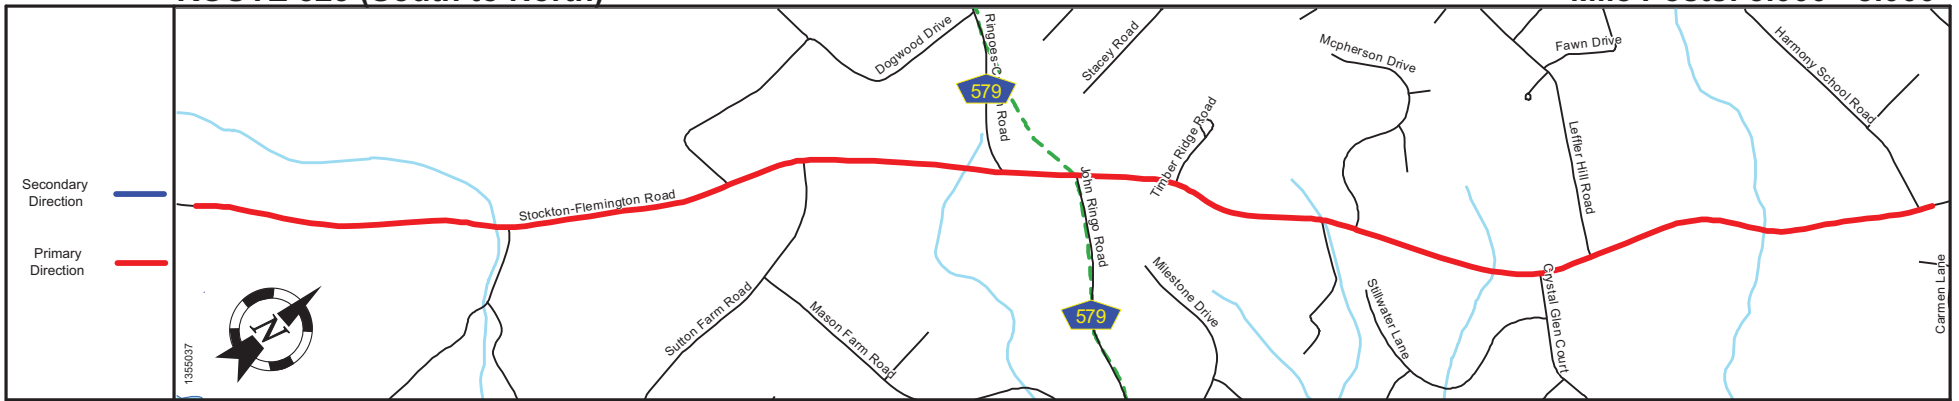 Secondary
Direction
Primary
Direction
1355037
N
Stockton-Flemington Road
Dogwood Drive
Road
579
Stacey Road
Timber Ridge Road
John Ringo Road
579
Sutton Farm Road
Mason Farm Road
Milestone Drive
Mcpherson Drive
Fawn Drive
Leffler Hill Road
Harmony School Road
Stillwater Lane
Crystal Glen Court
Carmen Lane